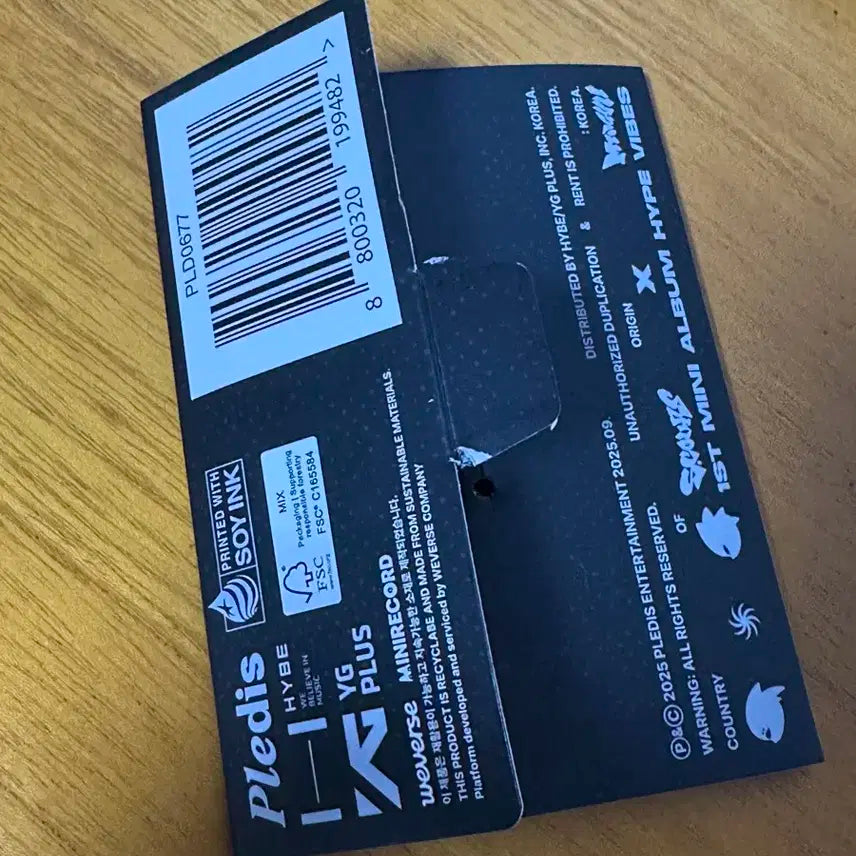 PLD0677
8 800320 199482 >
PRINTED WITH
SOY INK
FSC
www.fsc.org
MIX
Packaging | Supporting
responsible forestry
FSC® C165584
Pledis
HYBE
WE
BELIEVE IN
MUSIC
YG
PLUS
weverse MINIRECORD
이 제품은 재활용이 가능하고 지속가능한 소재로 제작되었습니다.
THIS PRODUCT IS RECYCLABE AND MADE FROM SUSTAINABLE MATERIALS.
Platform developed and serviced by WEVERSE COMPANY
DISTRIBUTED BY HYBE/YG PLUS, INC. KOREA.
Ⓟ&Ⓒ 2025 PLEDIS ENTERTAINMENT 2025.09. UNAUTHORIZED DUPLICATION & RENT IS PROHIBITED.
WARNING: ALL RIGHTS RESERVED.
COUNTRY OF ORIGIN : KOREA
X
1ST MINI ALBUM HYPE VIBES